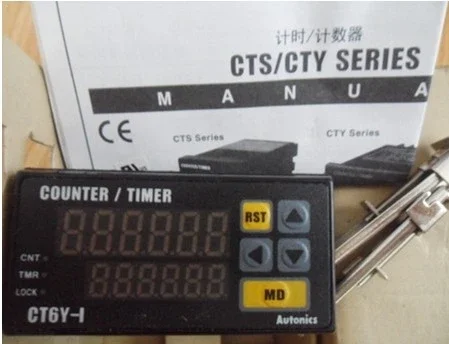 计时/计数器
CTS/CTY SERIES
M A N U A
CE
CTS Series
CTY Series
COUNTER / TIMER
RST
CNT
TMR
LOCK
MD
CT6Y-I
Autonics